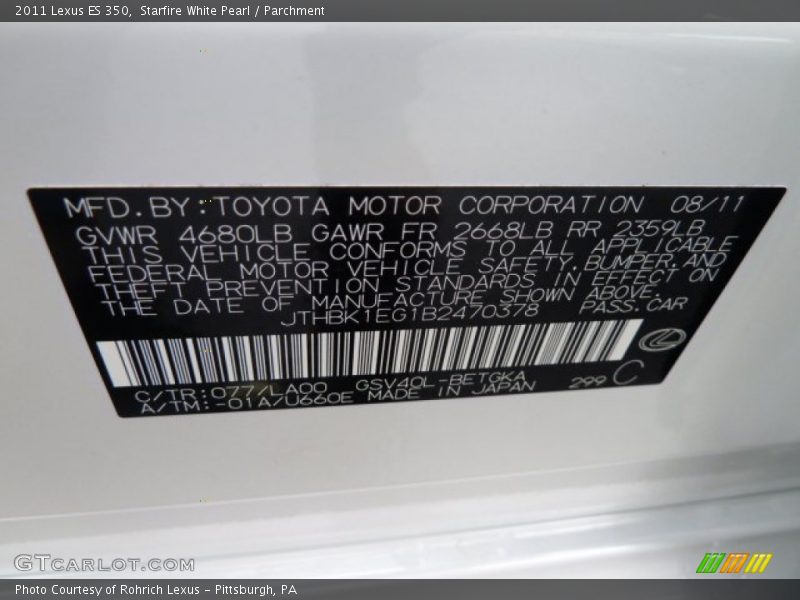 2011 Lexus ES 350, Starfire White Pearl / Parchment
MFD. BY: TOYOTA MOTOR CORPORATION 08/11
GVWR 4680LB GAWR FR 2668LB RR 2359LB
THIS VEHICLE CONFORMS TO ALL APPLICABLE
FEDERAL MOTOR VEHICLE SAFETY, BUMPER, AND
THEFT PREVENTION STANDARDS IN EFFECT ON
THE DATE OF MANUFACTURE SHOWN ABOVE.
JTHBK1EG1B2470378 PASS. CAR
C/TR: 077/LA00 GSV40L-BETGKA
A/TM: -01A/U660E MADE IN JAPAN 299 C
GTCARLOT.COM
Photo Courtesy of Rohrich Lexus - Pittsburgh, PA